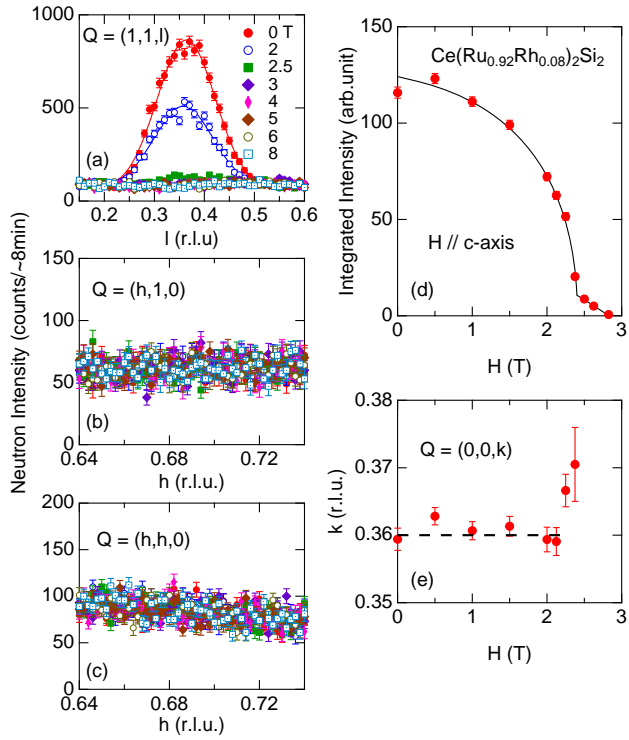 Neutron Intensity (counts/~8min)
1000
500
0
Q = (1,1,l)
0 T
2
2.5
3
4
5
6
8
(a)
0.2 0.3 0.4 0.5 0.6
l (r.l.u)
150
100
50
0
Q = (h,1,0)
(b)
0.64 0.68 0.72
h (r.l.u.)
200
150
100
50
0
Q = (h,h,0)
(c)
0.64 0.68 0.72
h (r.l.u.)
Integrated Intensity (arb.unit)
150
100
50
0
Ce(Ru0.92Rh0.08)2Si2
H // c-axis
(d)
0 1 2 3
H (T)
k (r.l.u.)
0.38
0.37
0.36
0.35
Q = (0,0,k)
(e)
0 1 2 3
H (T)